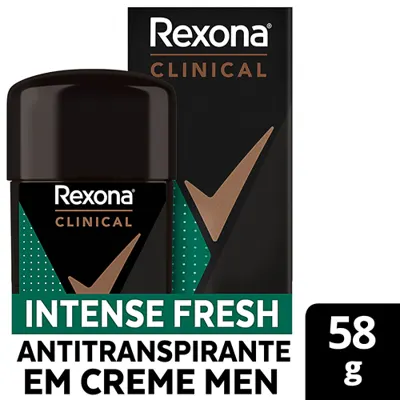 Rexona®
CLINICAL
Rexona®
CLINICAL
INTENSE FRESH
ANTITRANSPIRANTE
EM CREME MEN
58
g